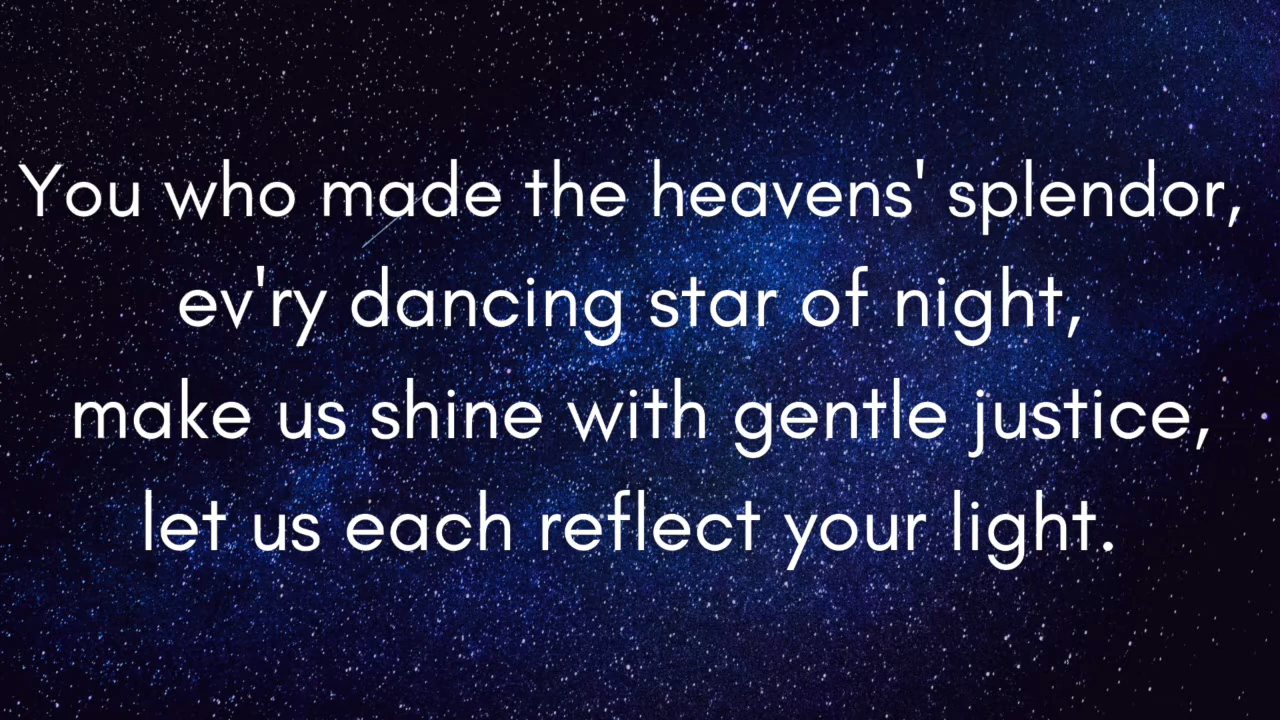 You who made the heavens' splendor,
ev'ry dancing star of night,
make us shine with gentle justice,
let us each reflect your light.